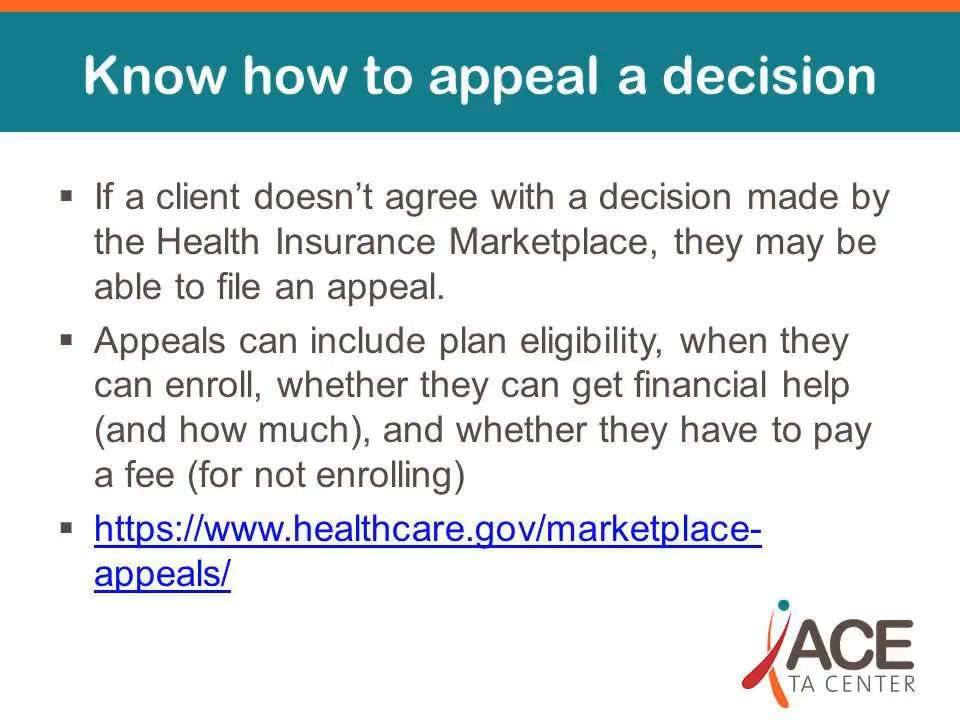 Know how to appeal a decision
▪ If a client doesn’t agree with a decision made by
the Health Insurance Marketplace, they may be
able to file an appeal.
▪ Appeals can include plan eligibility, when they
can enroll, whether they can get financial help
(and how much), and whether they have to pay
a fee (for not enrolling)
▪ https://www.healthcare.gov/marketplace-
appeals/
ACE
TA CENTER